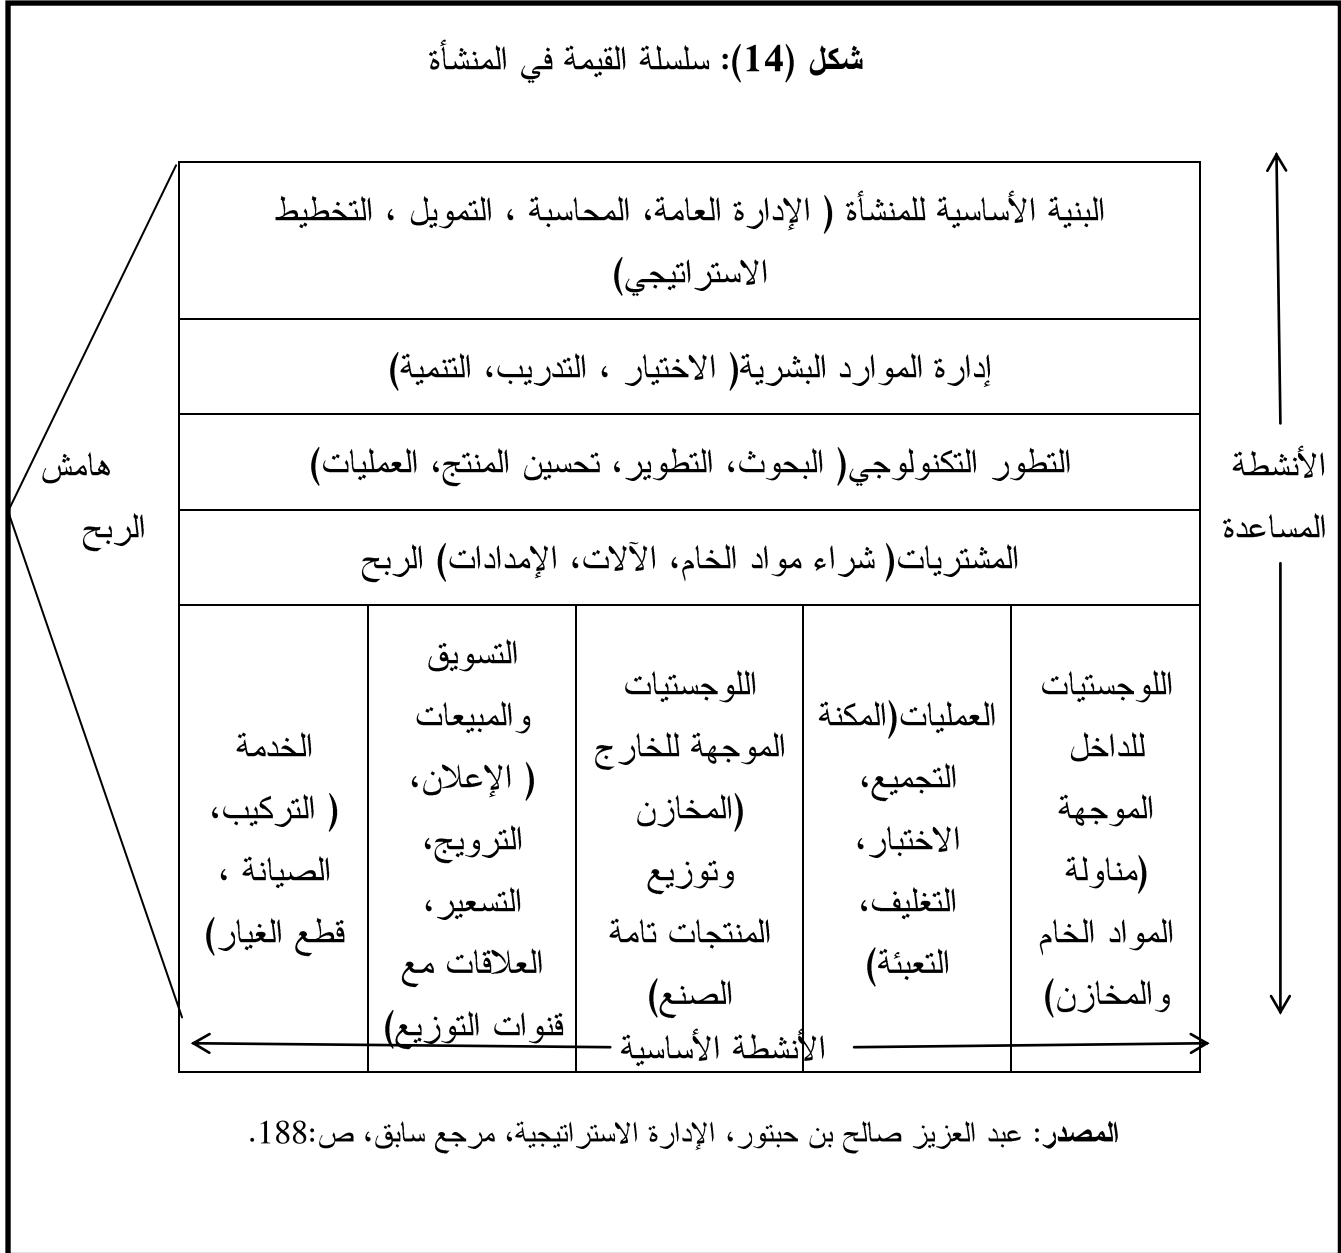 شكل (14): سلسلة القيمة في المنشأة
البنية الأساسية للمنشأة ( الإدارة العامة، المحاسبة ، التمويل ، التخطيط
الاستراتيجي)
إدارة الموارد البشرية( الاختيار ، التدريب، التنمية)
التطور التكنولوجي( البحوث، التطوير، تحسين المنتج، العمليات)
المشتريات( شراء مواد الخام، الآلات، الإمدادات) الربح
الأنشطة
المساعدة
هامش
الربح
اللوجستيات
للداخل
الموجهة
(مناولة
المواد الخام
والمخازن)
العمليات(المكنة
التجميع،
الاختبار،
التغليف،
التعبئة)
اللوجستيات
الموجهة للخارج
(المخازن
وتوزيع
المنتجات تامة
الصنع)
التسويق
والمبيعات
( الإعلان،
الترويج،
التسعير،
العلاقات مع
قنوات التوزيع)
الخدمة
( التركيب،
الصيانة ،
قطع الغيار)
الأنشطة الأساسية
المصدر: عبد العزيز صالح بن حبتور، الإدارة الاستراتيجية، مرجع سابق، ص:188.